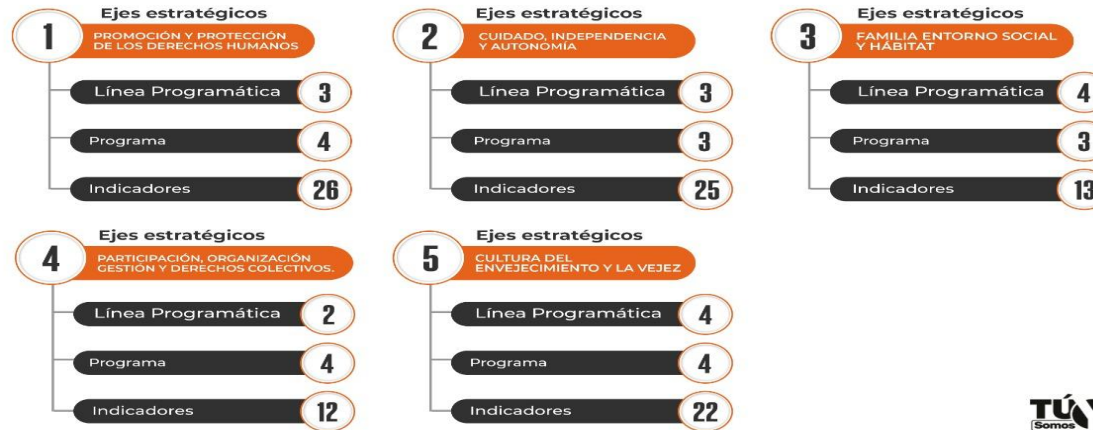 Ejes estratégicos
1
PROMOCIÓN Y PROTECCIÓN
DE LOS DERECHOS HUMANOS
Línea Programática 3
Programa 4
Indicadores 26
Ejes estratégicos
2
CUIDADO, INDEPENDENCIA
Y AUTONOMÍA
Línea Programática 3
Programa 3
Indicadores 25
Ejes estratégicos
3
FAMILIA ENTORNO SOCIAL
Y HÁBITAT
Línea Programática 4
Programa 3
Indicadores 13
Ejes estratégicos
4
PARTICIPACIÓN, ORGANIZACIÓN
GESTIÓN Y DERECHOS COLECTIVOS.
Línea Programática 2
Programa 4
Indicadores 12
Ejes estratégicos
5
CULTURA DEL
ENVEJECIMIENTO Y LA VEJEZ
Línea Programática 4
Programa 4
Indicadores 22
TÚ
Somos